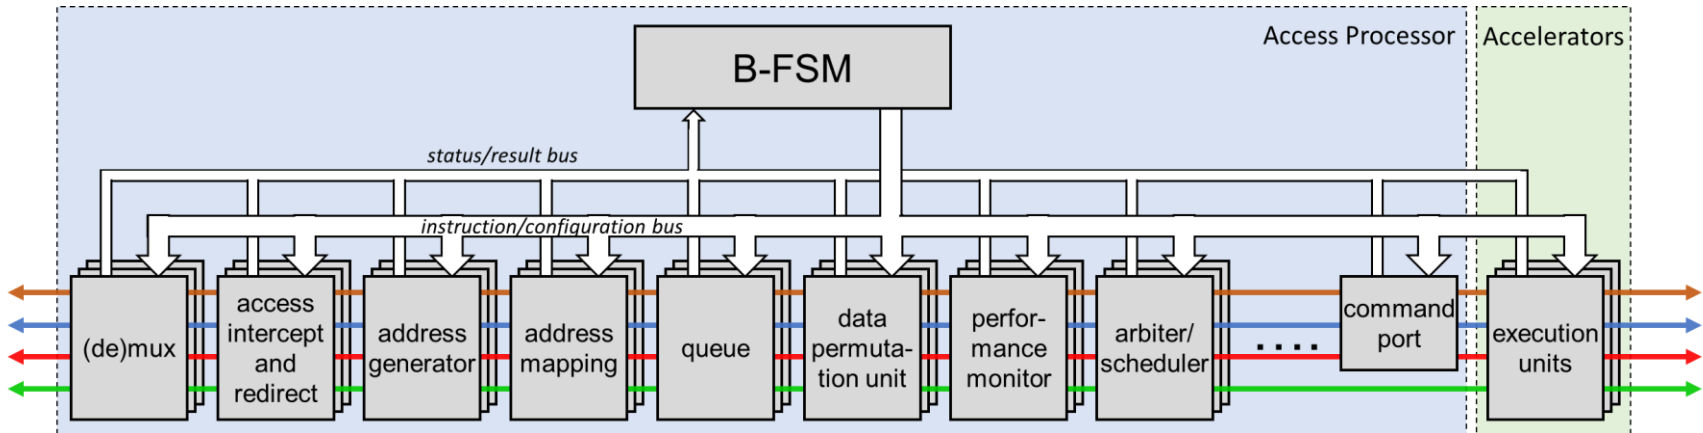 Access Processor
Accelerators
B-FSM
status/result bus
instruction/configuration bus
(de)mux
access
intercept
and
redirect
address
generator
address
mapping
queue
data
permuta-
tion unit
perfor-
mance
monitor
arbiter/
scheduler
....
command
port
execution
units